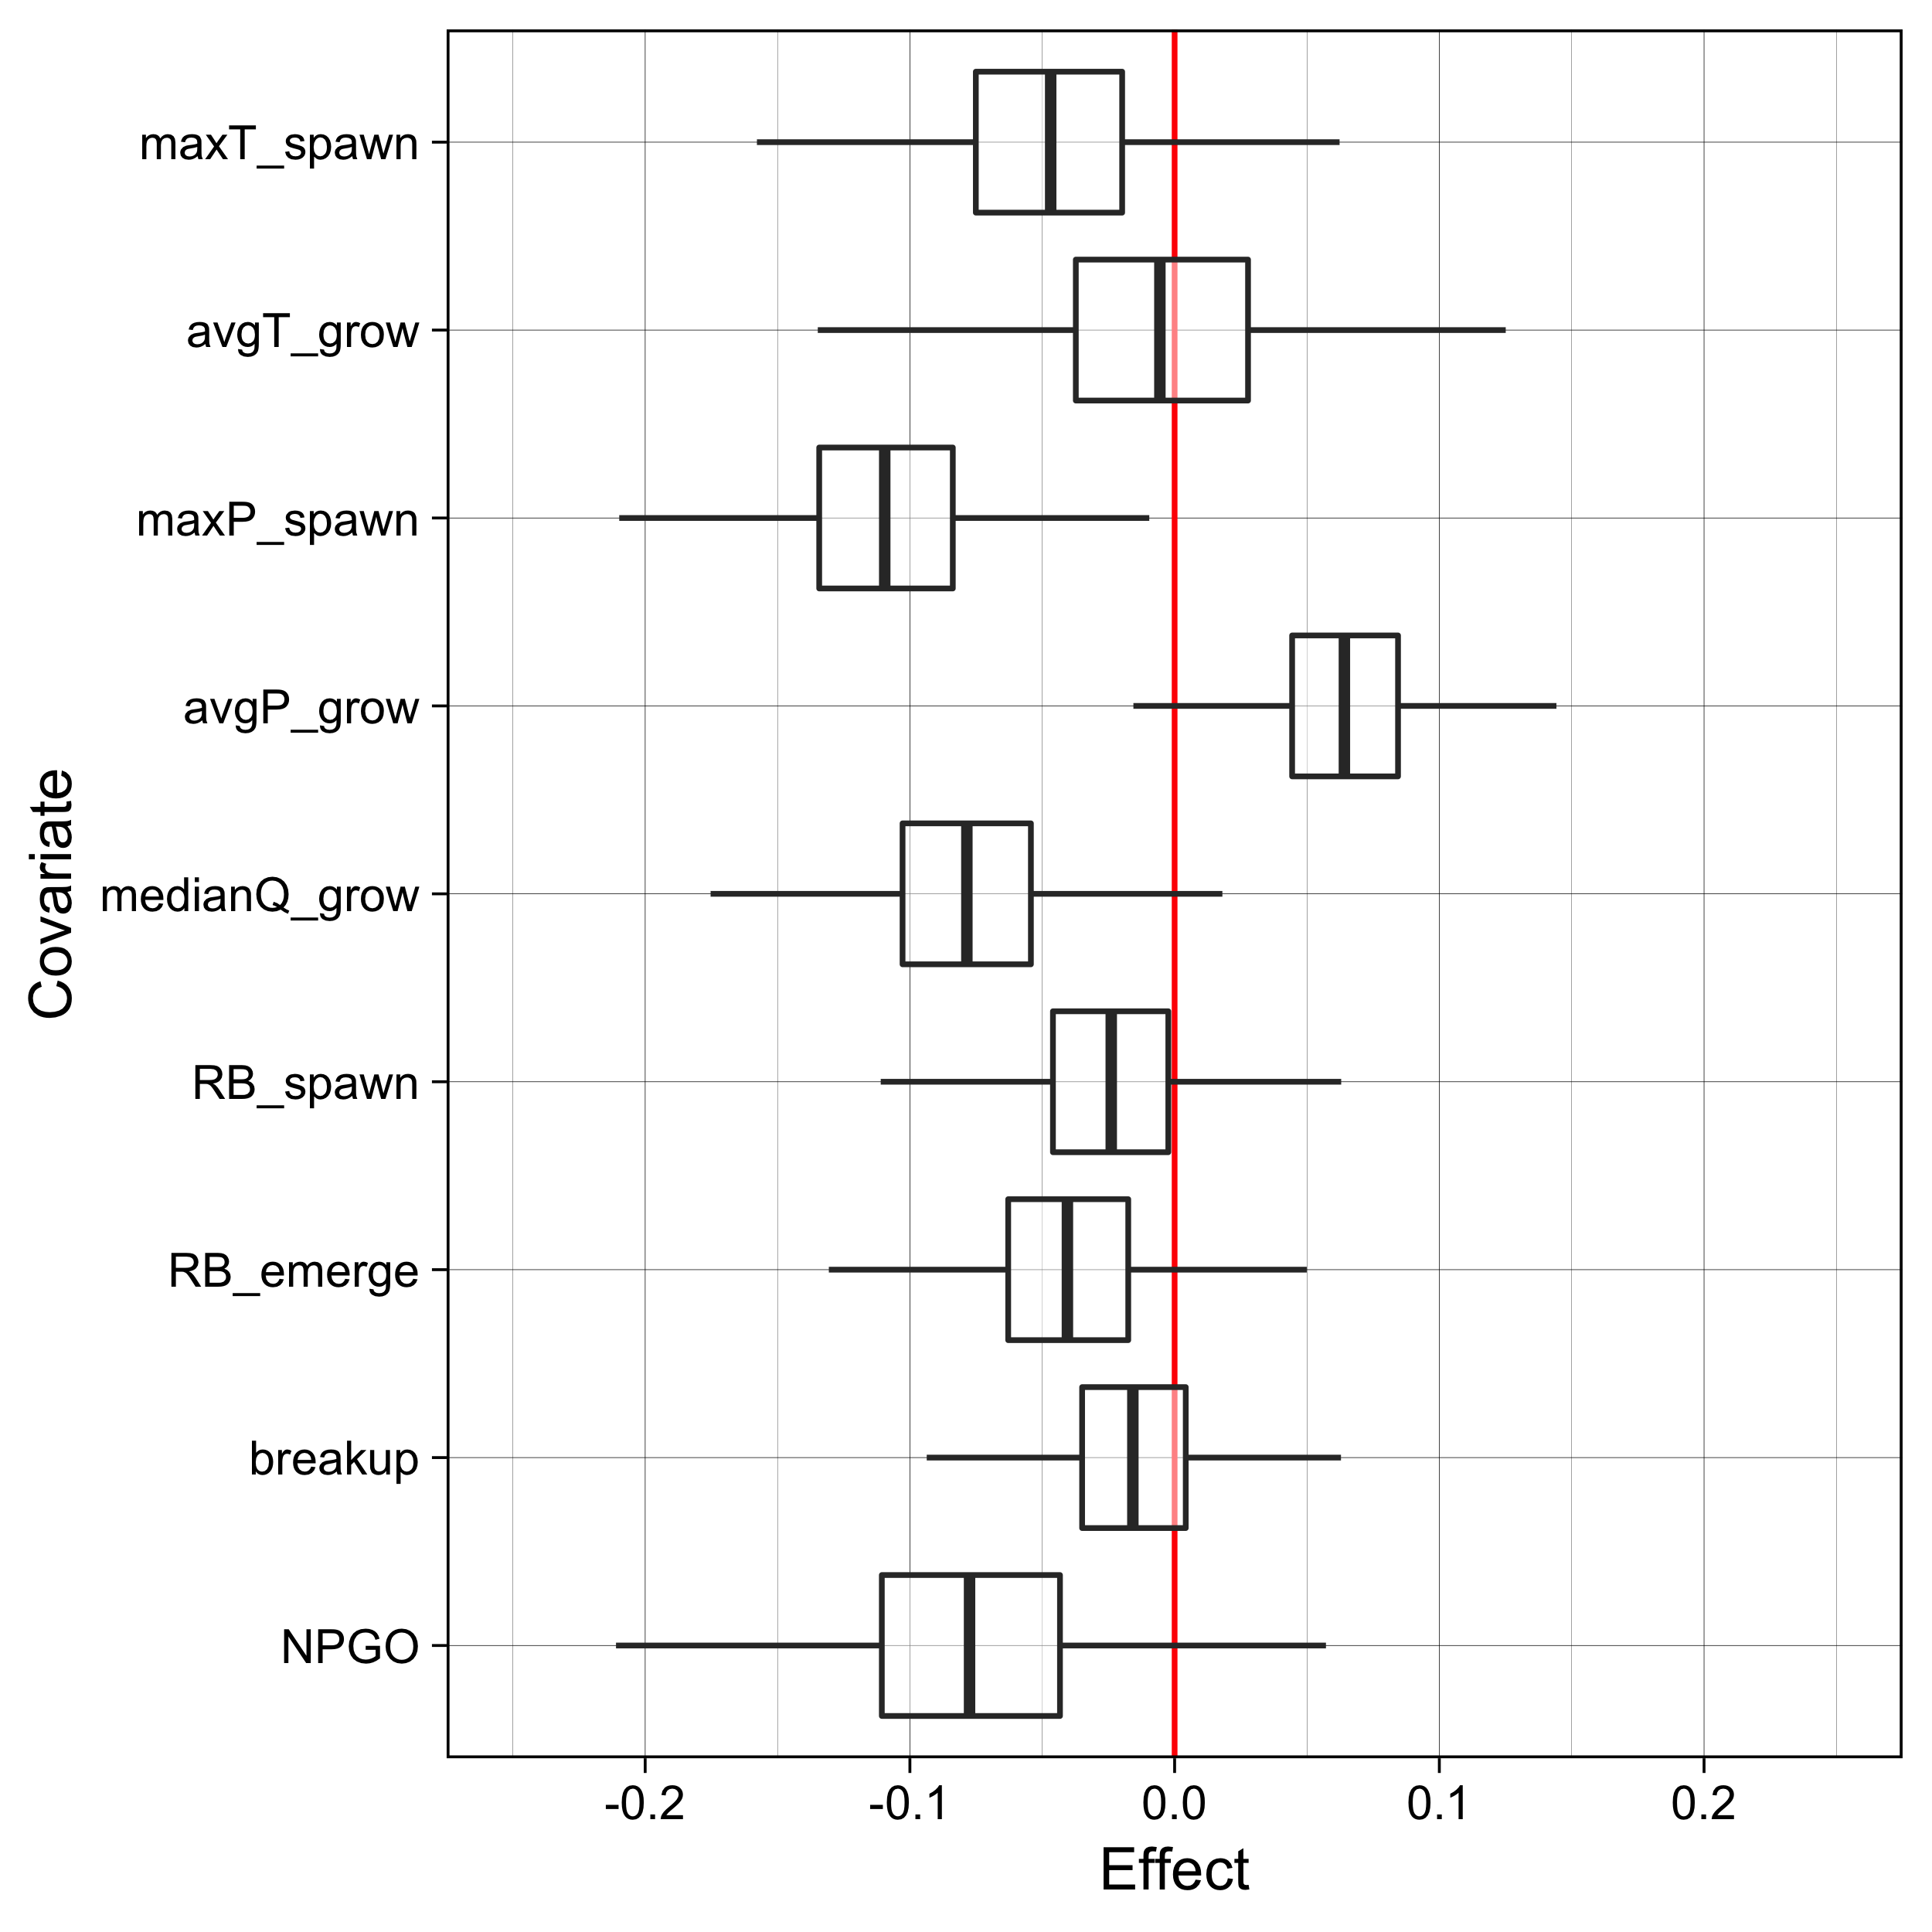 maxT_spawn
avgT_grow
maxP_spawn
avgP_grow
medianQ_grow
RB_spawn
RB_emerge
breakup
NPGO
Covariate
-0.2 -0.1 0.0 0.1 0.2
Effect